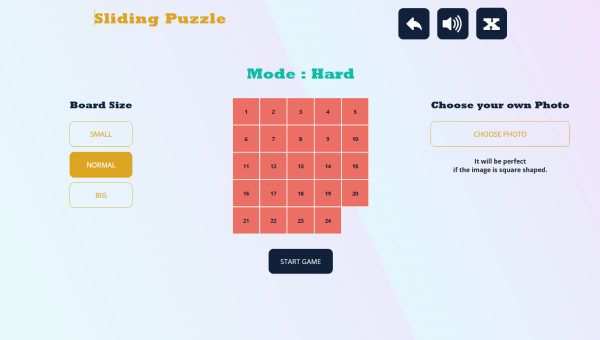 Sliding Puzzle
X
Mode : Hard
Board Size
SMALL
NORMAL
BIG
1 2 3 4 5
6 7 8 9 10
11 12 13 14 15
16 17 18 19 20
21 22 23 24
START GAME
Choose your own Photo
CHOOSE PHOTO
It will be perfect
if the image is square shaped.